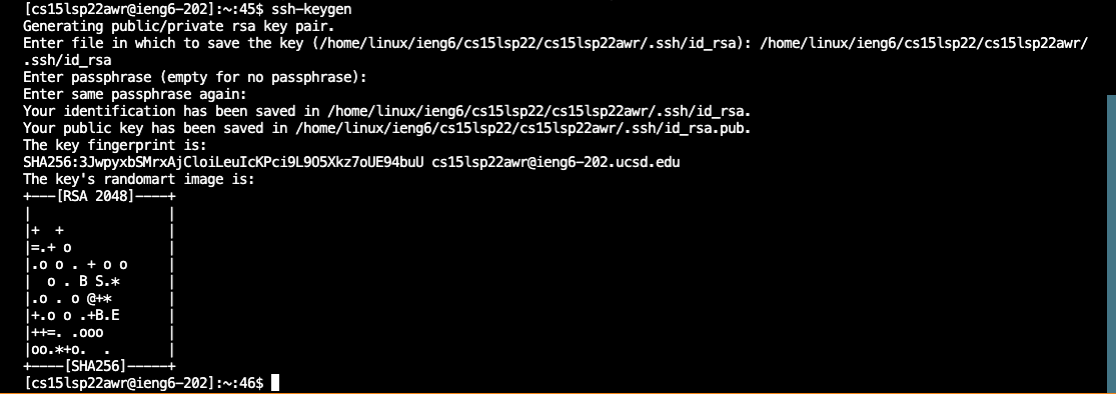 [cs15lsp22awr@ieng6-202]:~:45$ ssh-keygen
Generating public/private rsa key pair.
Enter file in which to save the key (/home/linux/ieng6/cs15lsp22/cs15lsp22awr/.ssh/id_rsa): /home/linux/ieng6/cs15lsp22/cs15lsp22awr/
.ssh/id_rsa
Enter passphrase (empty for no passphrase):
Enter same passphrase again:
Your identification has been saved in /home/linux/ieng6/cs15lsp22/cs15lsp22awr/.ssh/id_rsa.
Your public key has been saved in /home/linux/ieng6/cs15lsp22/cs15lsp22awr/.ssh/id_rsa.pub.
The key fingerprint is:
SHA256:3JwpyxbSMrxAjCloiLeuIcKPci9L9O5Xkz7oUE94buU cs15lsp22awr@ieng6-202.ucsd.edu
The key's randomart image is:
+---[RSA 2048]----+
|                 |
|+  +             |
|=.+ o            |
|.o o . + o o     |
|  o . B S.*      |
|.o . o @+*       |
|+.o o .+B.E      |
|++=. .ooo        |
|oo.*+o.  .       |
+----[SHA256]-----+
[cs15lsp22awr@ieng6-202]:~:46$